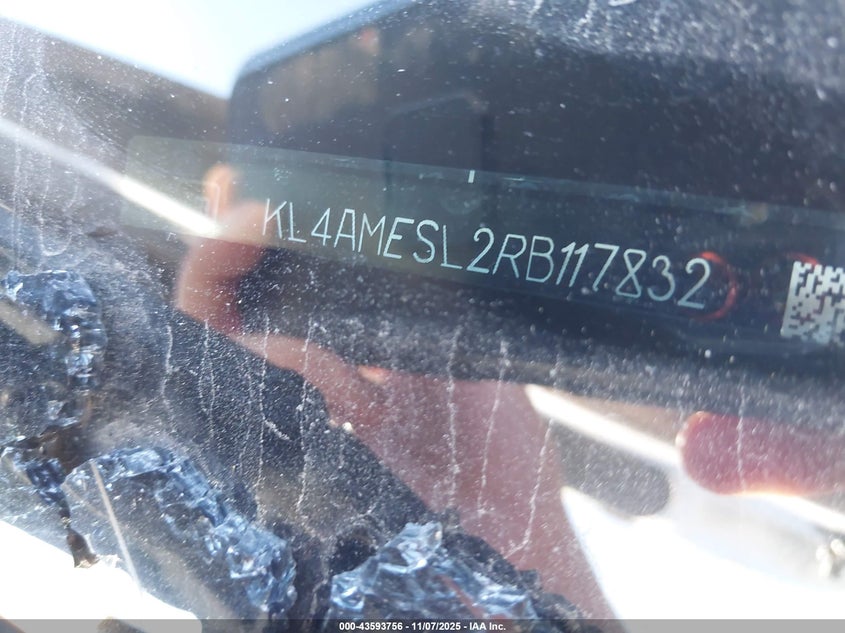 KL4AMESL2RB117832
000-43593756 — 11/07/2025 — IAA Inc.